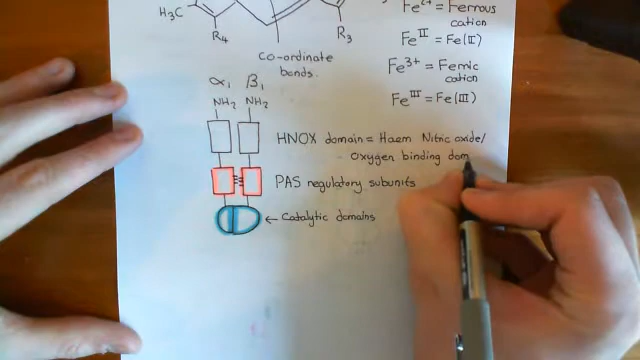 Fe2+ = Ferrous
cation
H3C
R4
R3
FeII = Fe(II)
Co-ordinate
bonds.
Fe3+ = Ferric
cation
FeIII = Fe(III)
α1 β1
NH2 NH2
HNOX domain = Haem Nitric oxide/
Oxygen binding dom
PAS regulatory subunits
← Catalytic domains